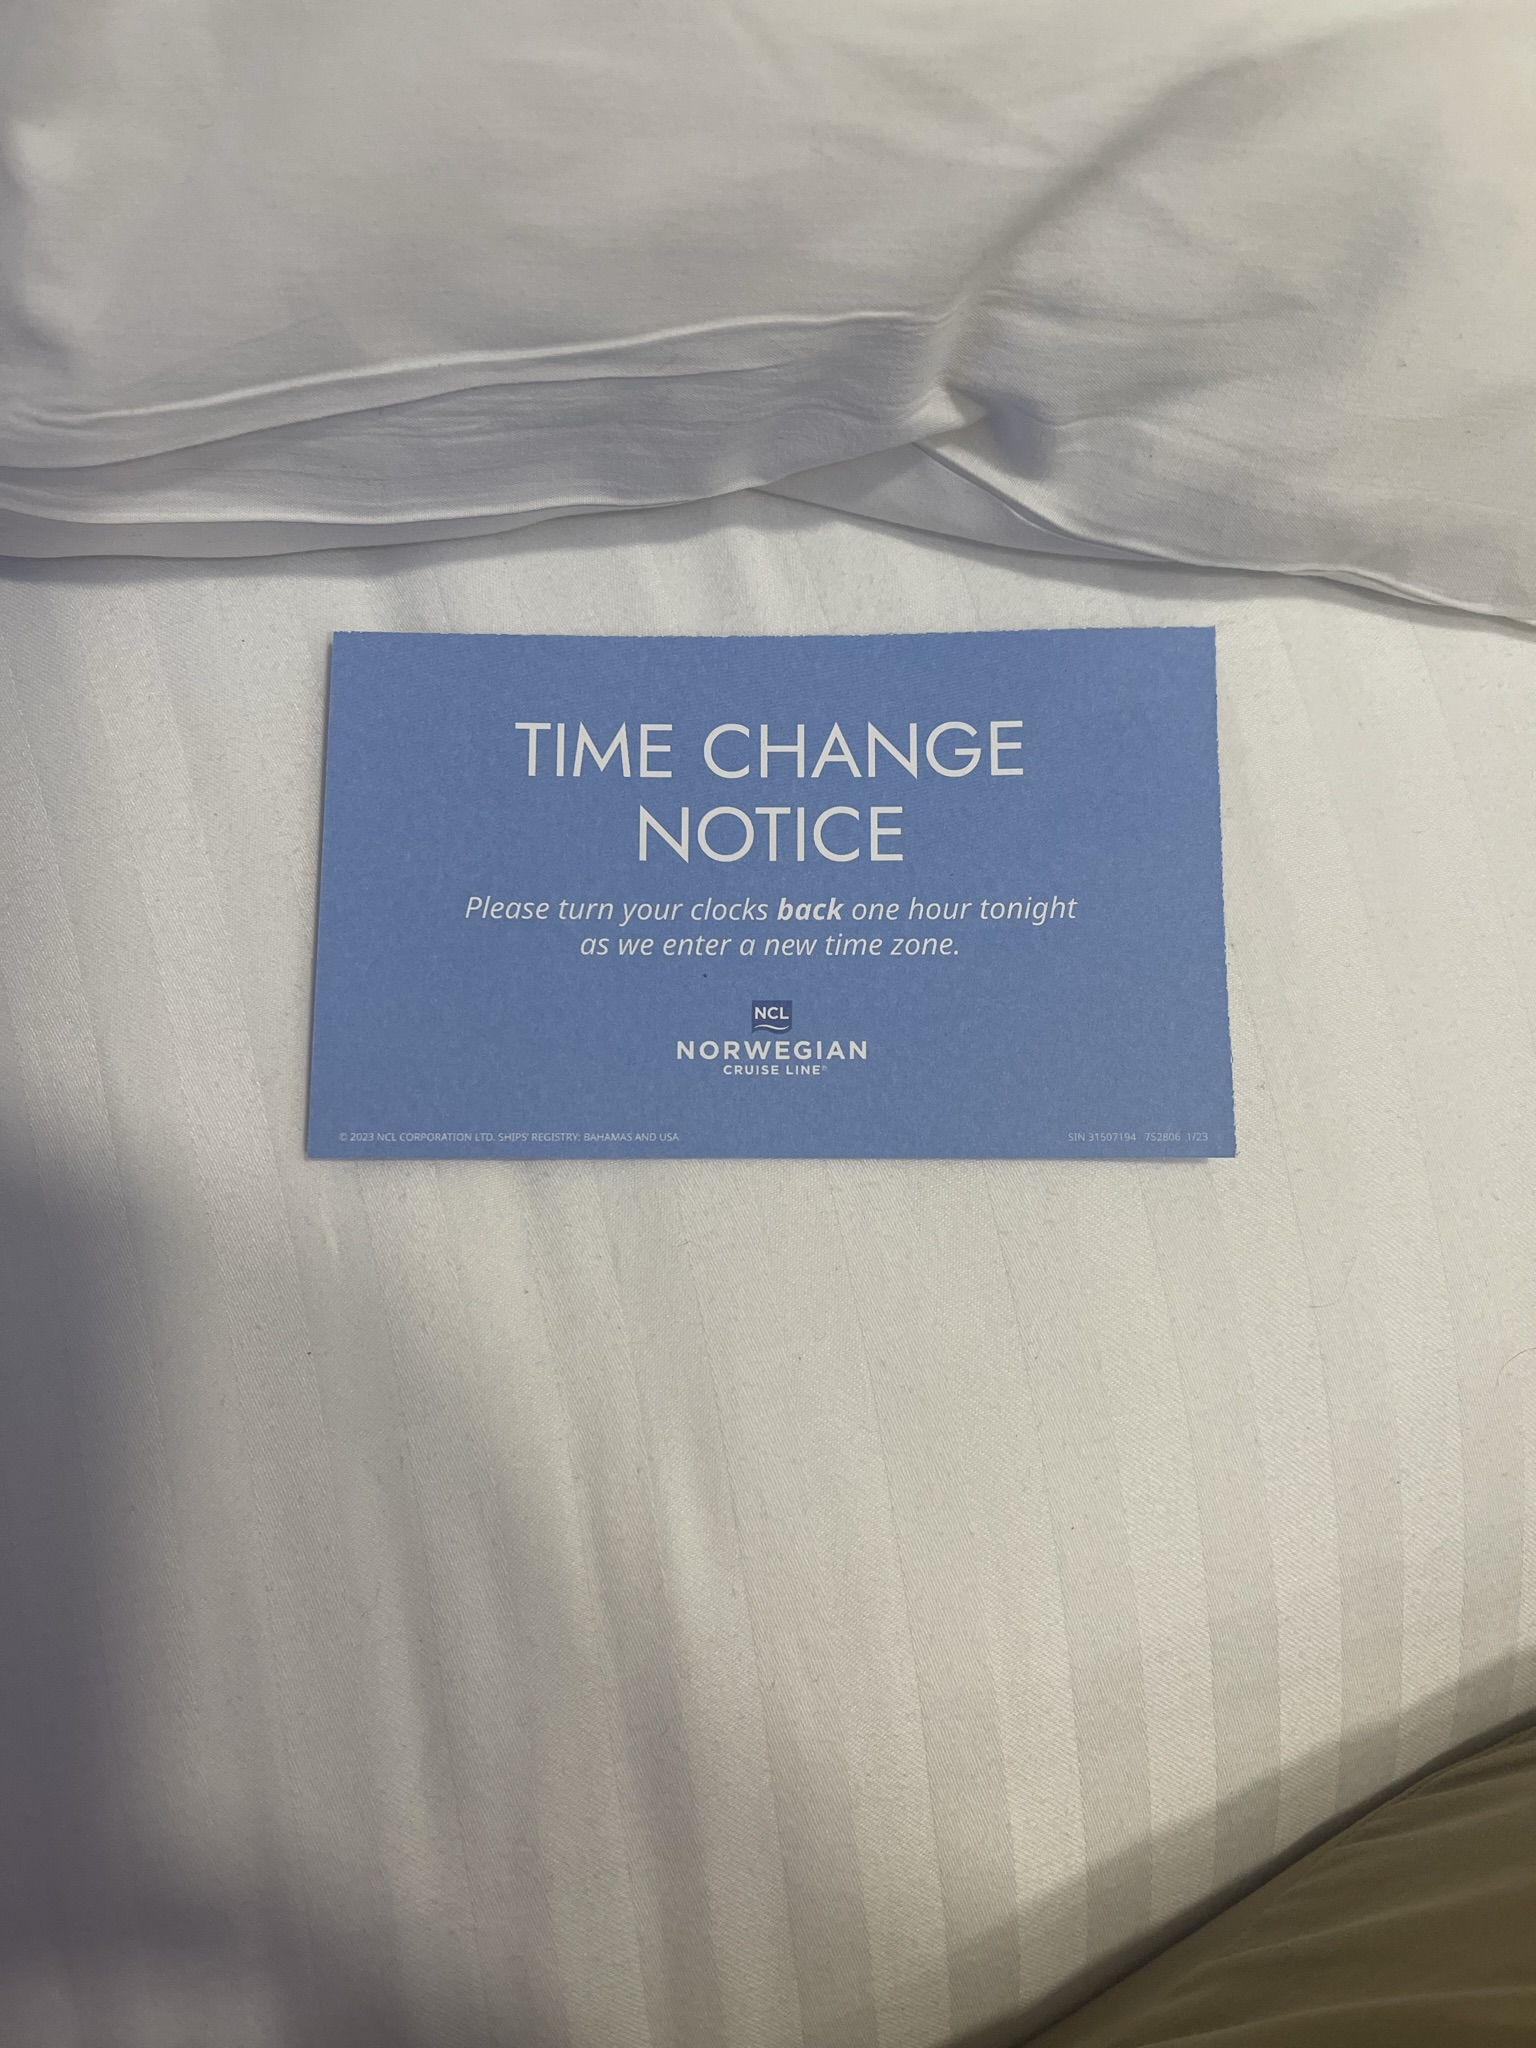 TIME CHANGE
NOTICE
Please turn your clocks back one hour tonight
as we enter a new time zone.
NCL
NORWEGIAN
CRUISE LINE®
© 2023 NCL CORPORATION LTD. SHIPS' REGISTRY: BAHAMAS AND USA
SIN 31507194 752806 1/23